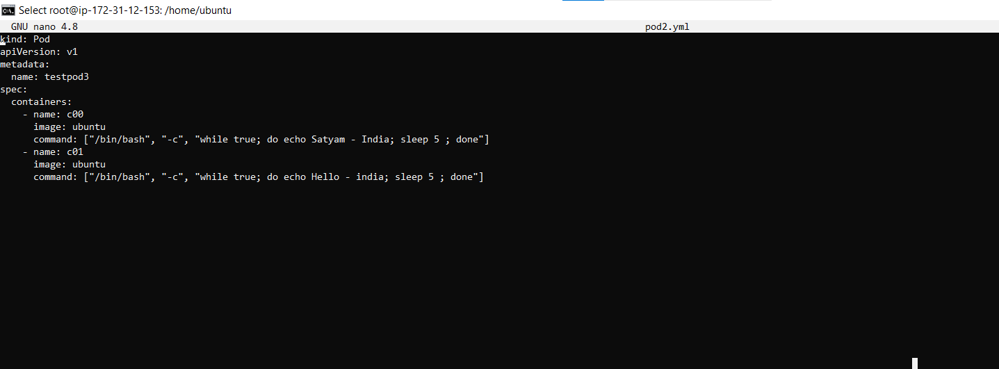 Select root@ip-172-31-12-153: /home/ubuntu
GNU nano 4.8 pod2.yml
kind: Pod
apiVersion: v1
metadata:
  name: testpod3
spec:
  containers:
    - name: c00
      image: ubuntu
      command: ["/bin/bash", "-c", "while true; do echo Satyam - India; sleep 5 ; done"]
    - name: c01
      image: ubuntu
      command: ["/bin/bash", "-c", "while true; do echo Hello - india; sleep 5 ; done"]